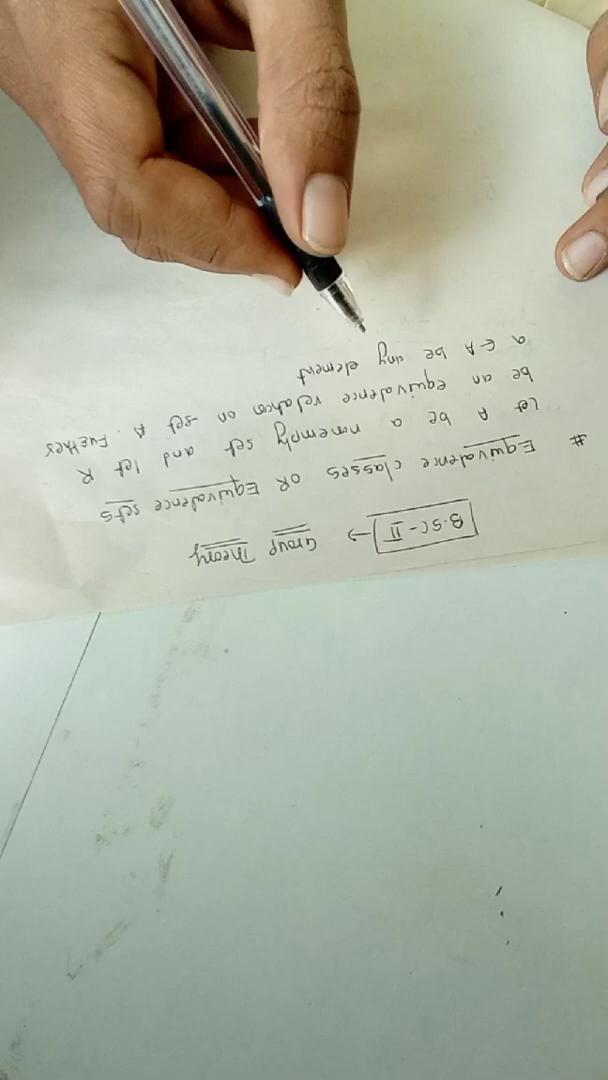 B.SC-II → Group Theory
# Equivalence classes OR Equivalence sets
Let A be a nonempty set and let R
be an equivalence relation on set A. Further
a ∈ A be any element